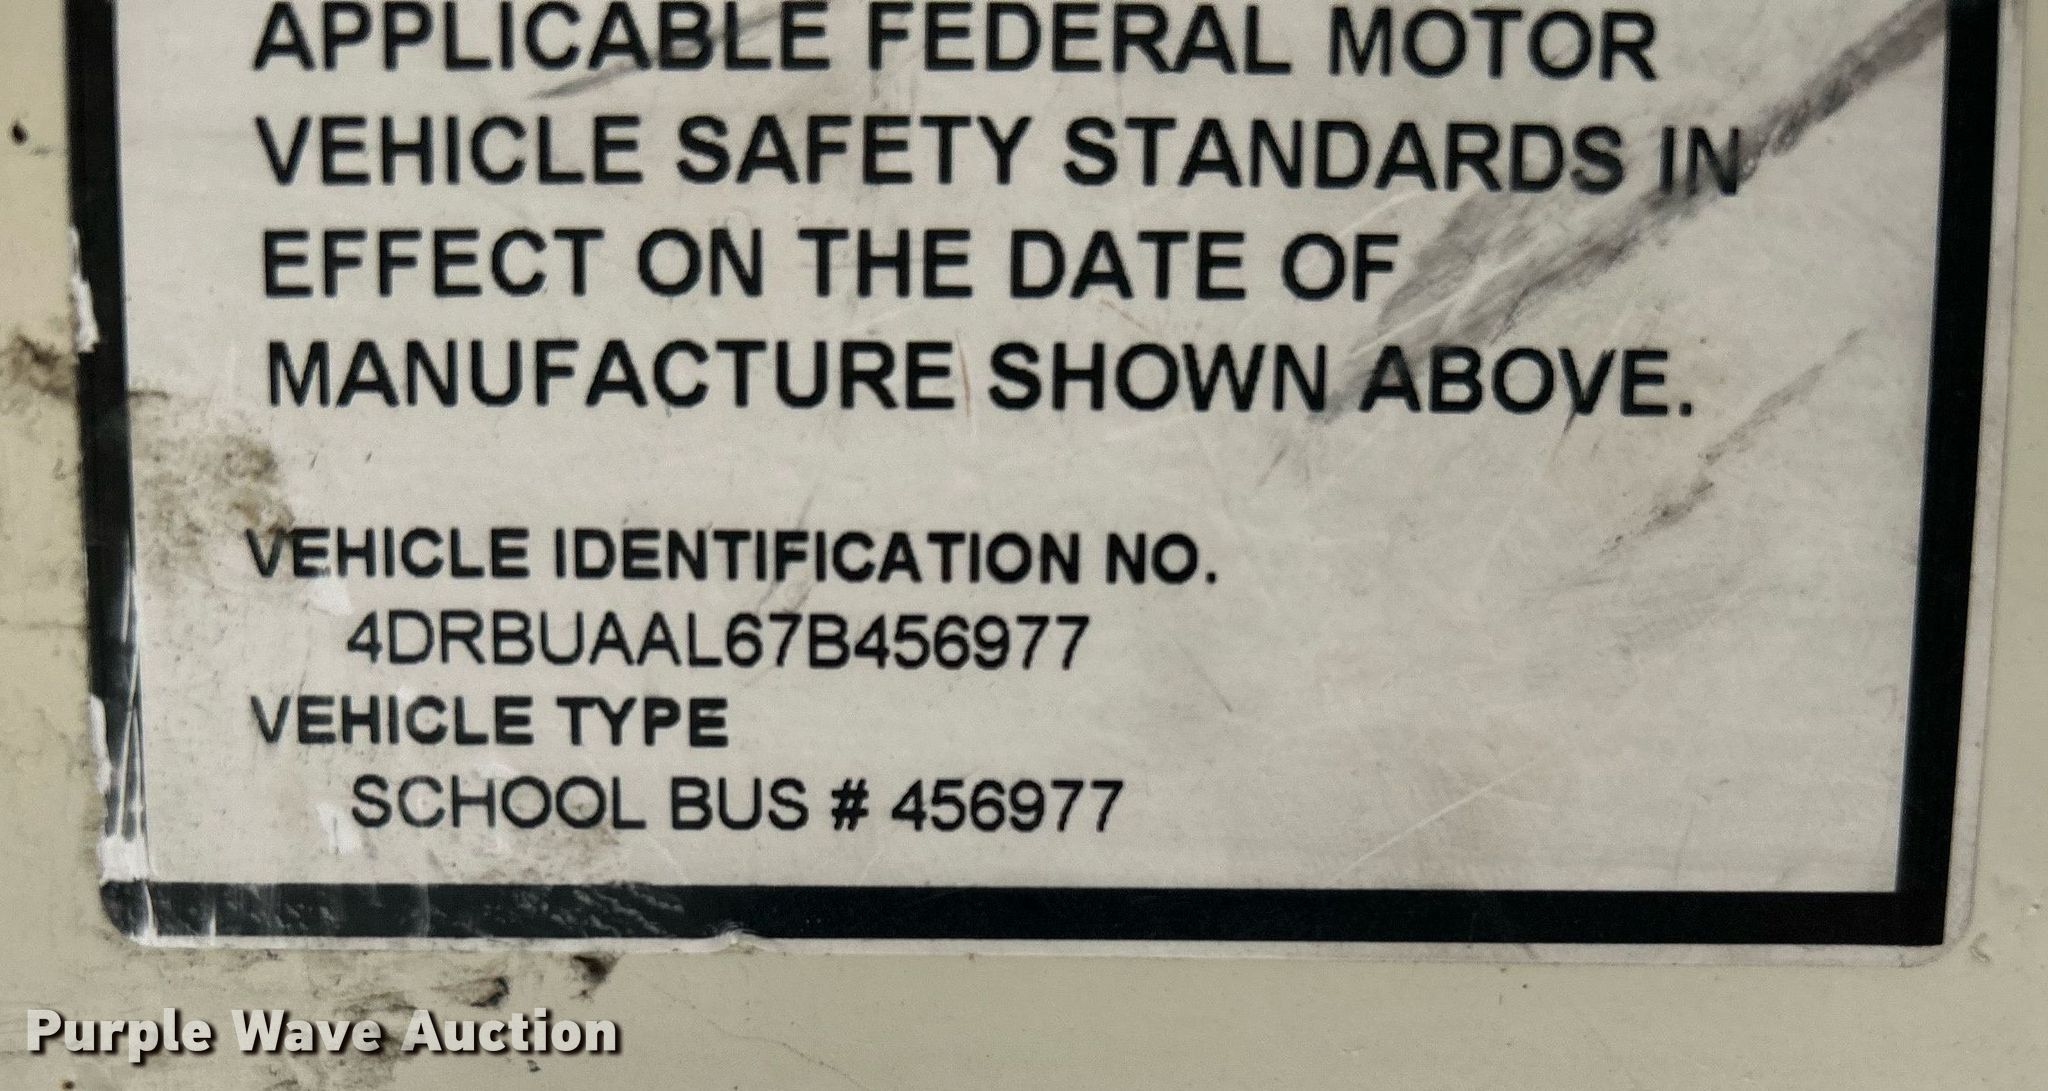 APPLICABLE FEDERAL MOTOR
VEHICLE SAFETY STANDARDS IN
EFFECT ON THE DATE OF
MANUFACTURE SHOWN ABOVE.
VEHICLE IDENTIFICATION NO.
4DRBUAAL67B456977
VEHICLE TYPE
SCHOOL BUS # 456977
Purple Wave Auction